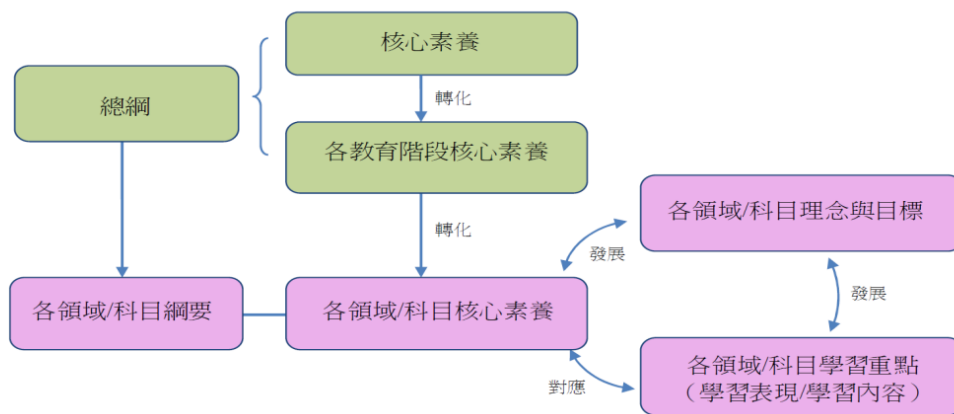 核心素養
總綱
轉化
各教育階段核心素養
各領域/科目理念與目標
轉化
發展
各領域/科目綱要
各領域/科目核心素養
發展
各領域/科目學習重點
（學習表現/學習內容）
對應